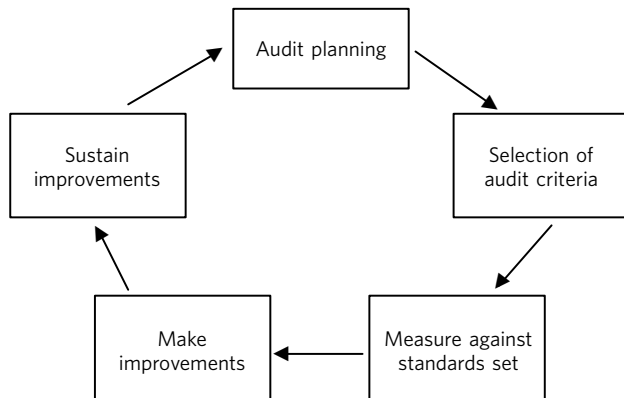 Audit planning
Selection of
audit criteria
Measure against
standards set
Make
improvements
Sustain
improvements